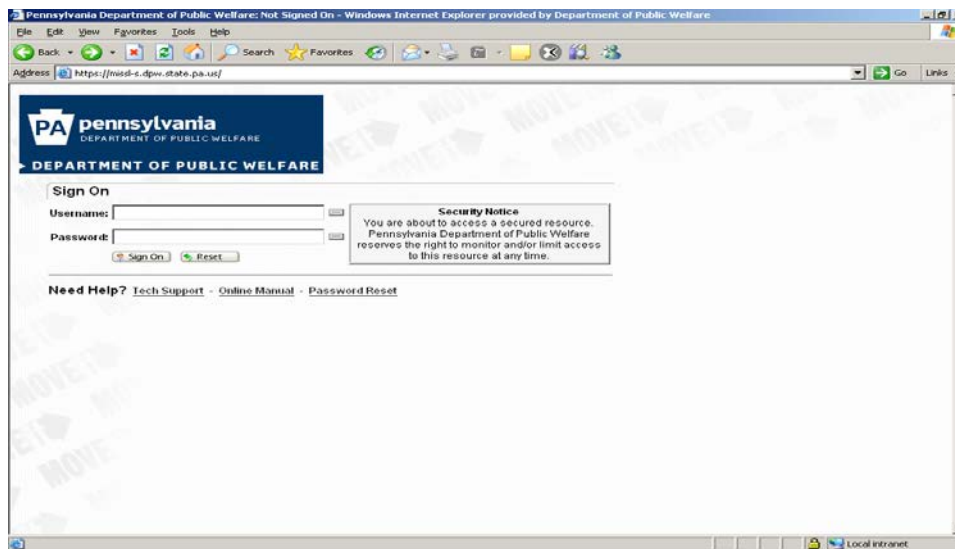 Pennsylvania Department of Public Welfare: Not Signed On - Windows Internet Explorer provided by Department of Public Welfare
File Edit View Favorites Tools Help
Back Search Favorites
Address https://missl-c.dpw.state.pa.us/ Go Links
PA pennsylvania
DEPARTMENT OF PUBLIC WELFARE
DEPARTMENT OF PUBLIC WELFARE
Sign On
Username:
Password:
Sign On Reset
Security Notice
You are about to access a secured resource.
Pennsylvania Department of Public Welfare
reserves the right to monitor and/or limit access
to this resource at any time.
Need Help? Tech Support - Online Manual - Password Reset
MOVEit
Local intranet